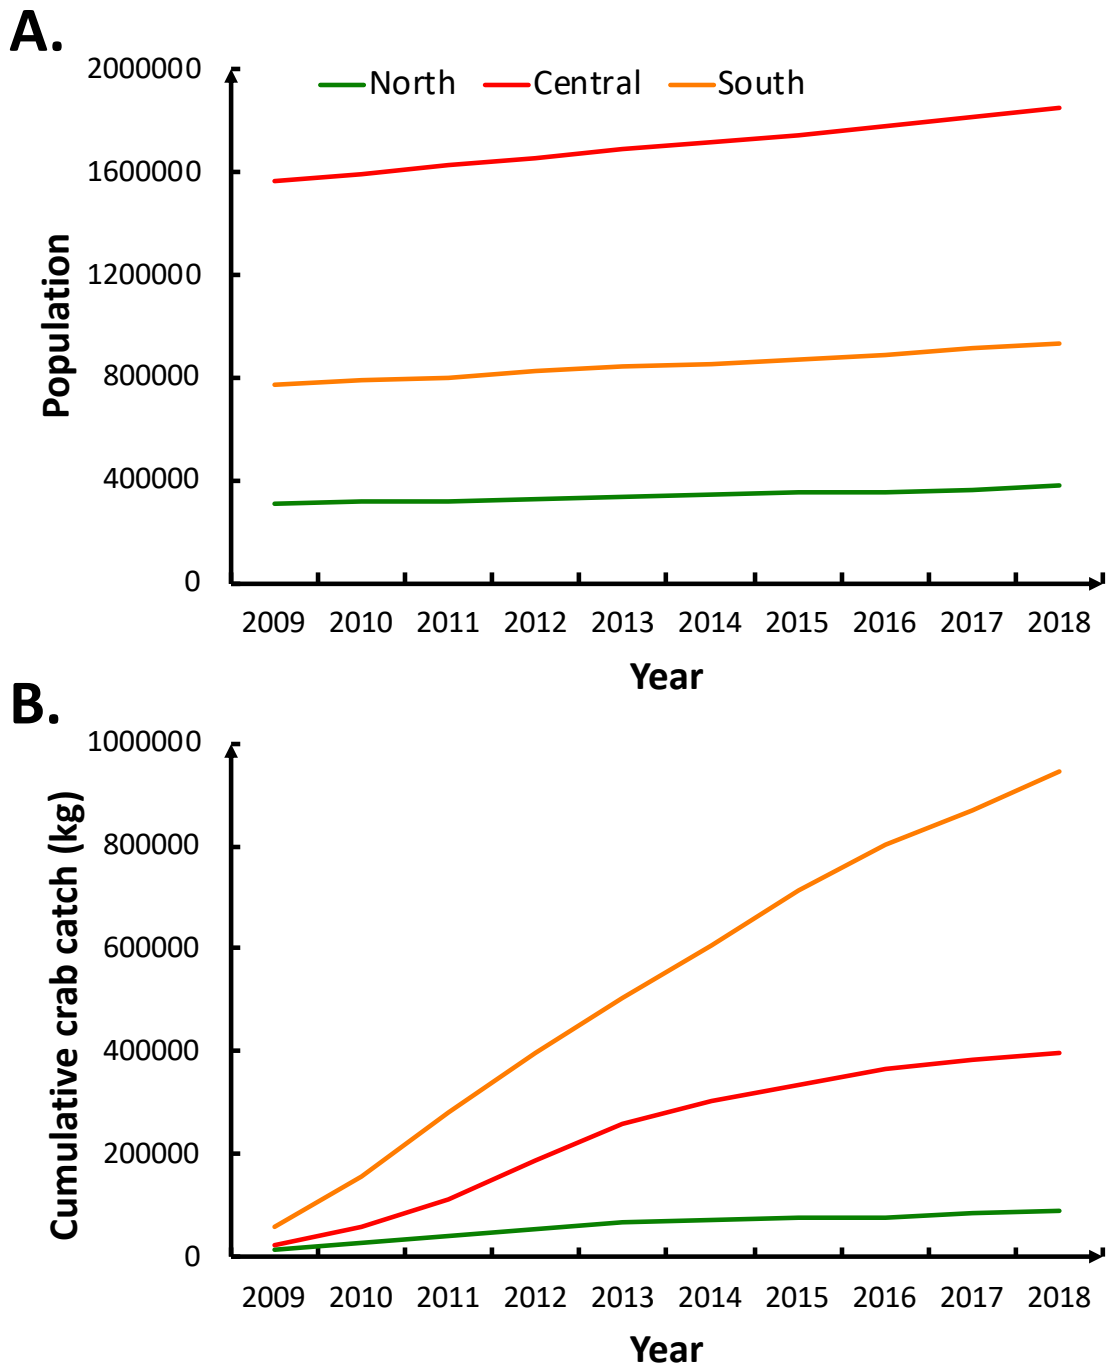 A.
2000000
North Central South
1600000
1200000
800000
400000
0
Population
2009 2010 2011 2012 2013 2014 2015 2016 2017 2018
Year
B.
1000000
800000
600000
400000
200000
0
Cumulative crab catch (kg)
2009 2010 2011 2012 2013 2014 2015 2016 2017 2018
Year